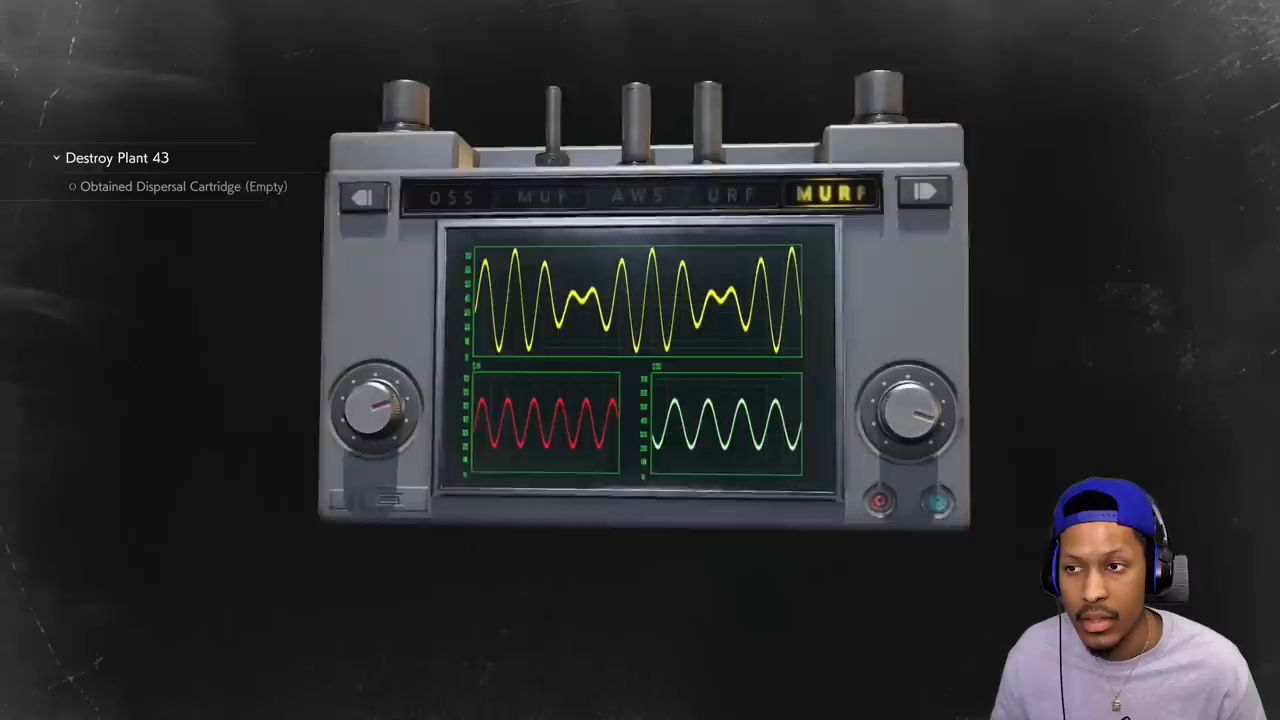 Destroy Plant 43
Obtained Dispersal Cartridge (Empty)
OSS MUF AWS URF MURF